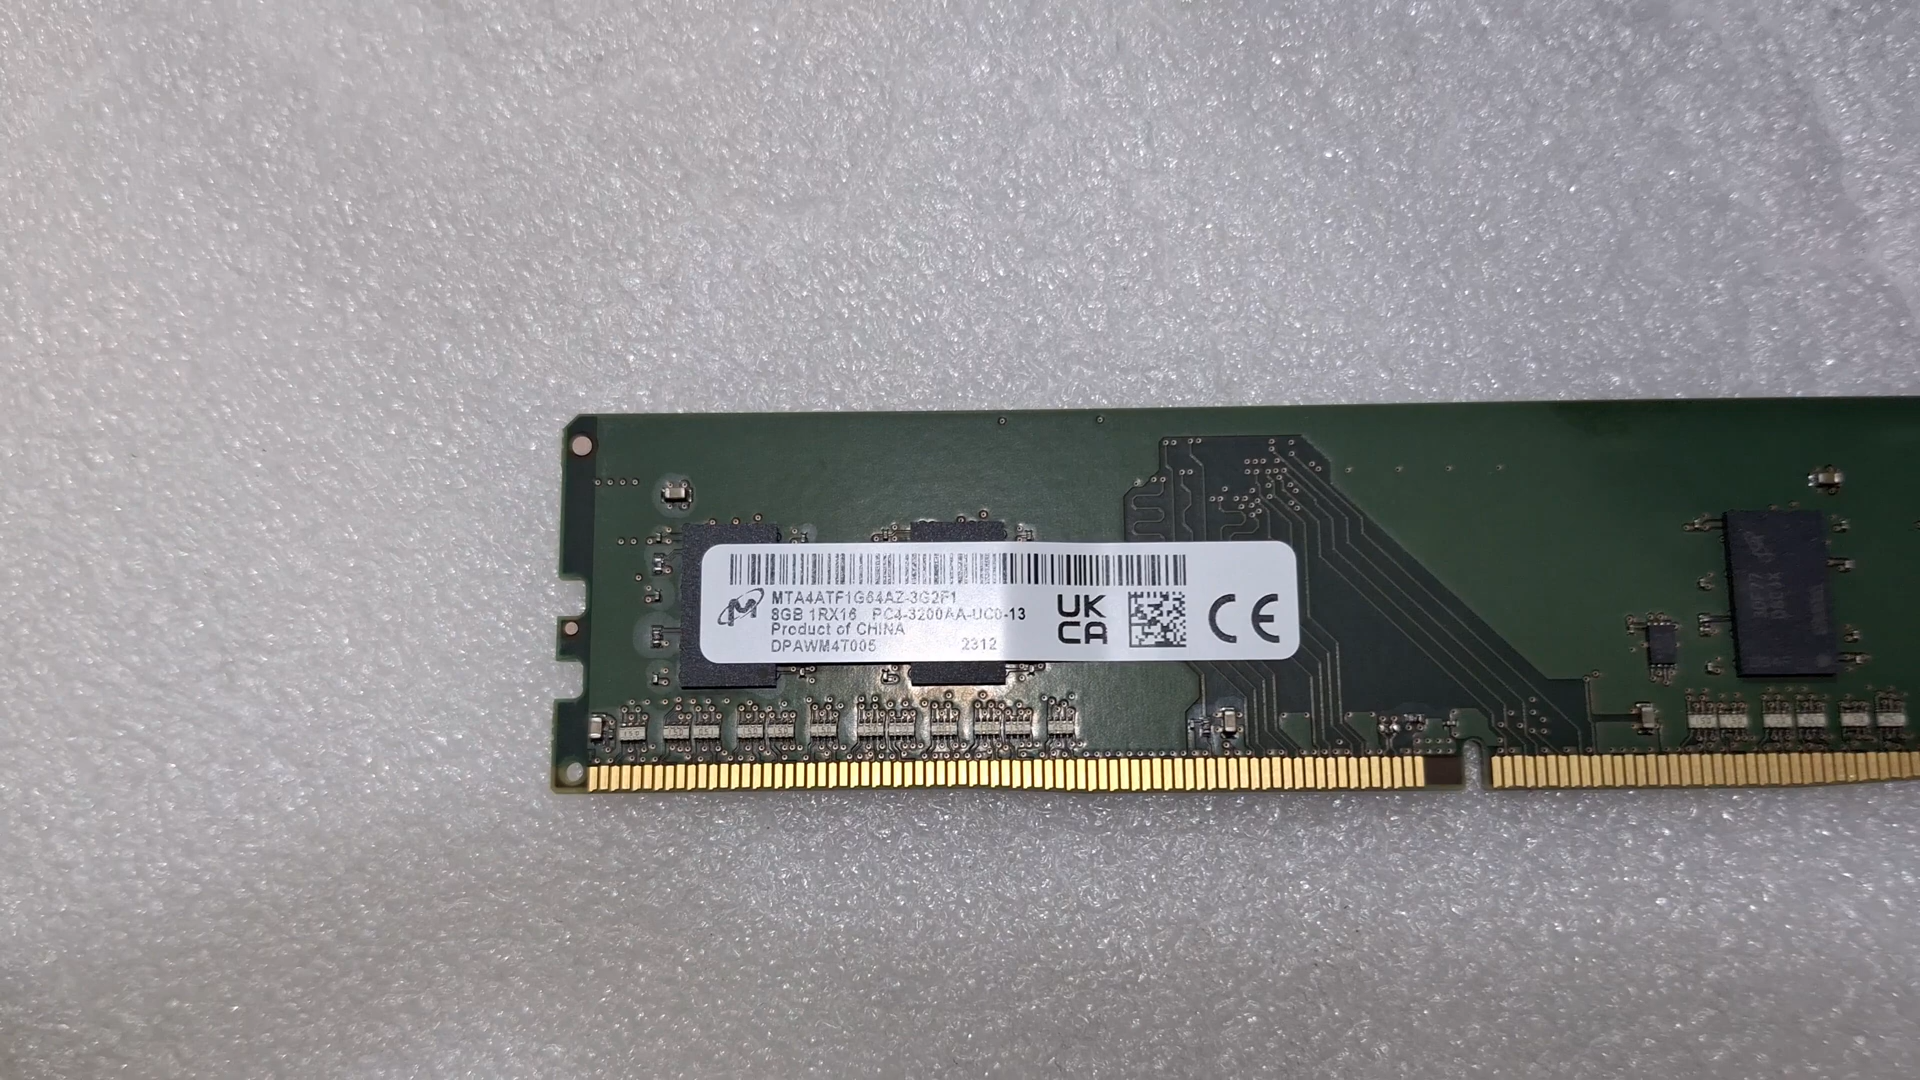 MTA4ATF1G64AZ-3G2F1
8GB 1RX16 PC4-3200AA-UC0-13
Product of CHINA
DPAWM4T005 2312
UK
CA
CE